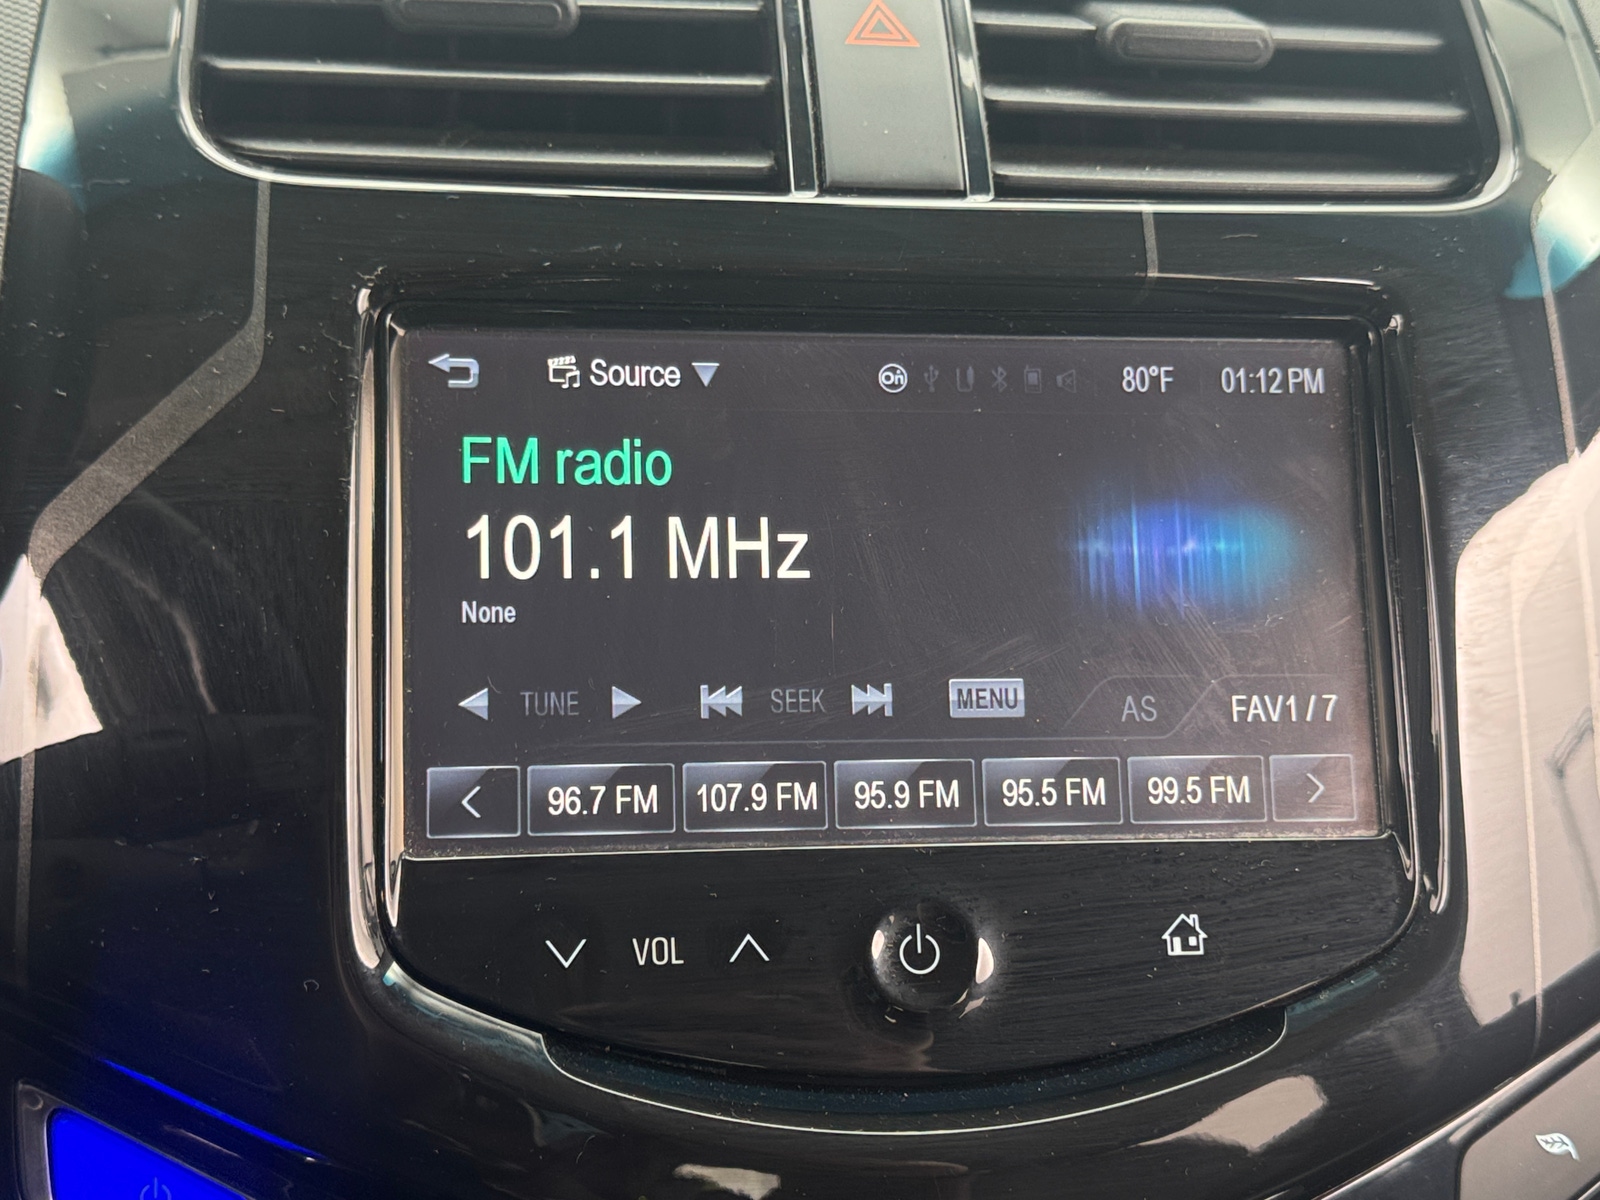 Source On 80°F 01:12 PM
FM radio
101.1 MHz
None
TUNE SEEK MENU AS FAV1 / 7
96.7 FM 107.9 FM 95.9 FM 95.5 FM 99.5 FM
VOL